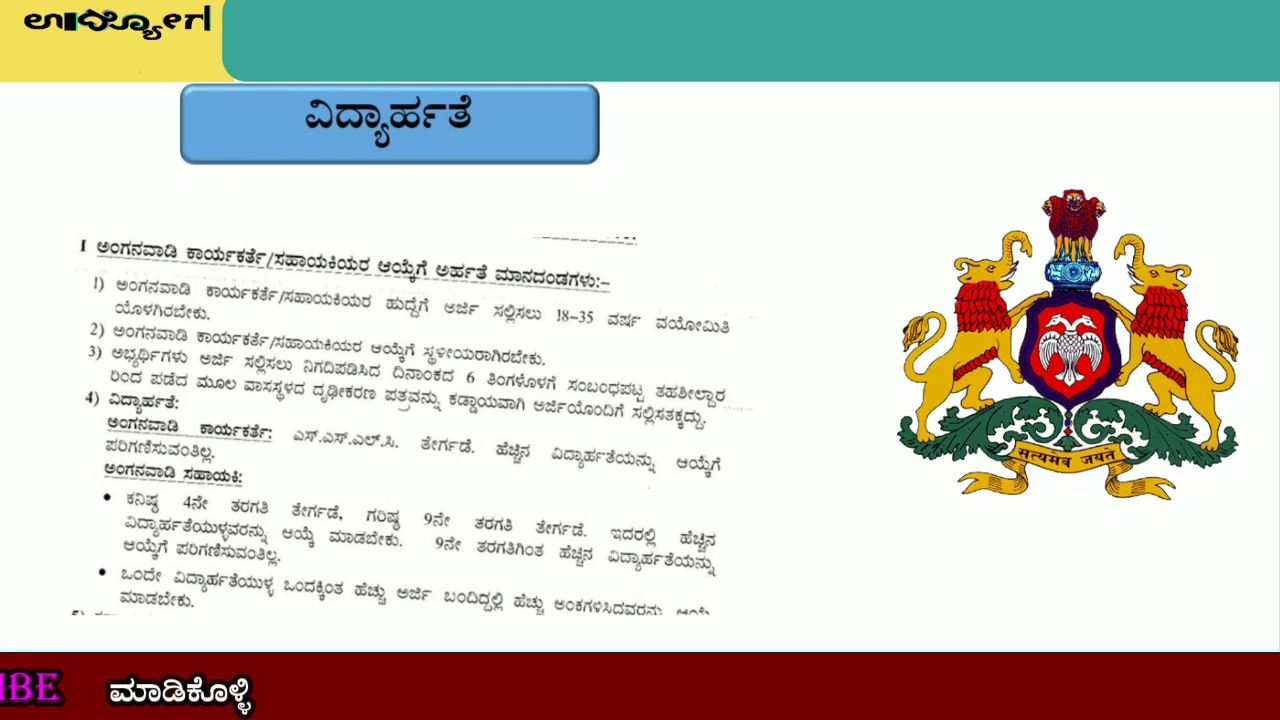 ಉದ್ಯೋಗ
ವಿದ್ಯಾರ್ಹತೆ
I ಅಂಗನವಾಡಿ ಕಾರ್ಯಕರ್ತೆ/ಸಹಾಯಕಿಯರ ಆಯ್ಕೆಗೆ ಅರ್ಹತೆ ಮಾನದಂಡಗಳು:-
1) ಅಂಗನವಾಡಿ ಕಾರ್ಯಕರ್ತೆ/ಸಹಾಯಕಿಯರ ಹುದ್ದೆಗೆ ಅರ್ಜಿ ಸಲ್ಲಿಸಲು 18-35 ವರ್ಷ ವಯೋಮಿತಿ
ಯೊಳಗಿರಬೇಕು.
2) ಅಂಗನವಾಡಿ ಕಾರ್ಯಕರ್ತೆ/ಸಹಾಯಕಿಯರ ಆಯ್ಕೆಗೆ ಸ್ಥಳೀಯರಾಗಿರಬೇಕು.
3) ಅಭ್ಯರ್ಥಿಗಳು ಅರ್ಜಿ ಸಲ್ಲಿಸಲು ನಿಗದಿಪಡಿಸಿದ ದಿನಾಂಕದ 6 ತಿಂಗಳೊಳಗೆ ಸಂಬಂಧಪಟ್ಟ ತಹಶೀಲ್ದಾರ
ರಿಂದ ಪಡೆದ ಮೂಲ ವಾಸಸ್ಥಳದ ದೃಢೀಕರಣ ಪತ್ರವನ್ನು ಕಡ್ಡಾಯವಾಗಿ ಅರ್ಜಿಯೊಂದಿಗೆ ಸಲ್ಲಿಸತಕ್ಕದ್ದು.
4) ವಿದ್ಯಾರ್ಹತೆ:
ಅಂಗನವಾಡಿ ಕಾರ್ಯಕರ್ತೆ: ಎಸ್.ಎಸ್.ಎಲ್.ಸಿ. ತೇರ್ಗಡೆ. ಹೆಚ್ಚಿನ ವಿದ್ಯಾರ್ಹತೆಯನ್ನು ಆಯ್ಕೆಗೆ
ಪರಿಗಣಿಸುವಂತಿಲ್ಲ.
ಅಂಗನವಾಡಿ ಸಹಾಯಕಿ:
• ಕನಿಷ್ಠ 4ನೇ ತರಗತಿ ತೇರ್ಗಡೆ, ಗರಿಷ್ಠ 9ನೇ ತರಗತಿ ತೇರ್ಗಡೆ. ಇದರಲ್ಲಿ ಹೆಚ್ಚಿನ
ವಿದ್ಯಾರ್ಹತೆಯುಳ್ಳವರನ್ನು ಆಯ್ಕೆ ಮಾಡಬೇಕು. 9ನೇ ತರಗತಿಗಿಂತ ಹೆಚ್ಚಿನ ವಿದ್ಯಾರ್ಹತೆಯನ್ನು
ಆಯ್ಕೆಗೆ ಪರಿಗಣಿಸುವಂತಿಲ್ಲ.
• ಒಂದೇ ವಿದ್ಯಾರ್ಹತೆಯುಳ್ಳ ಒಂದಕ್ಕಿಂತ ಹೆಚ್ಚು ಅರ್ಜಿ ಬಂದಿದ್ದಲ್ಲಿ ಹೆಚ್ಚು ಅಂಕಗಳಿಸಿದವರನ್ನು ಆಯ್ಕೆ
ಮಾಡಬೇಕು.
सत्यमेव जयते
IBE ಮಾಡಿಕೊಳ್ಳಿ